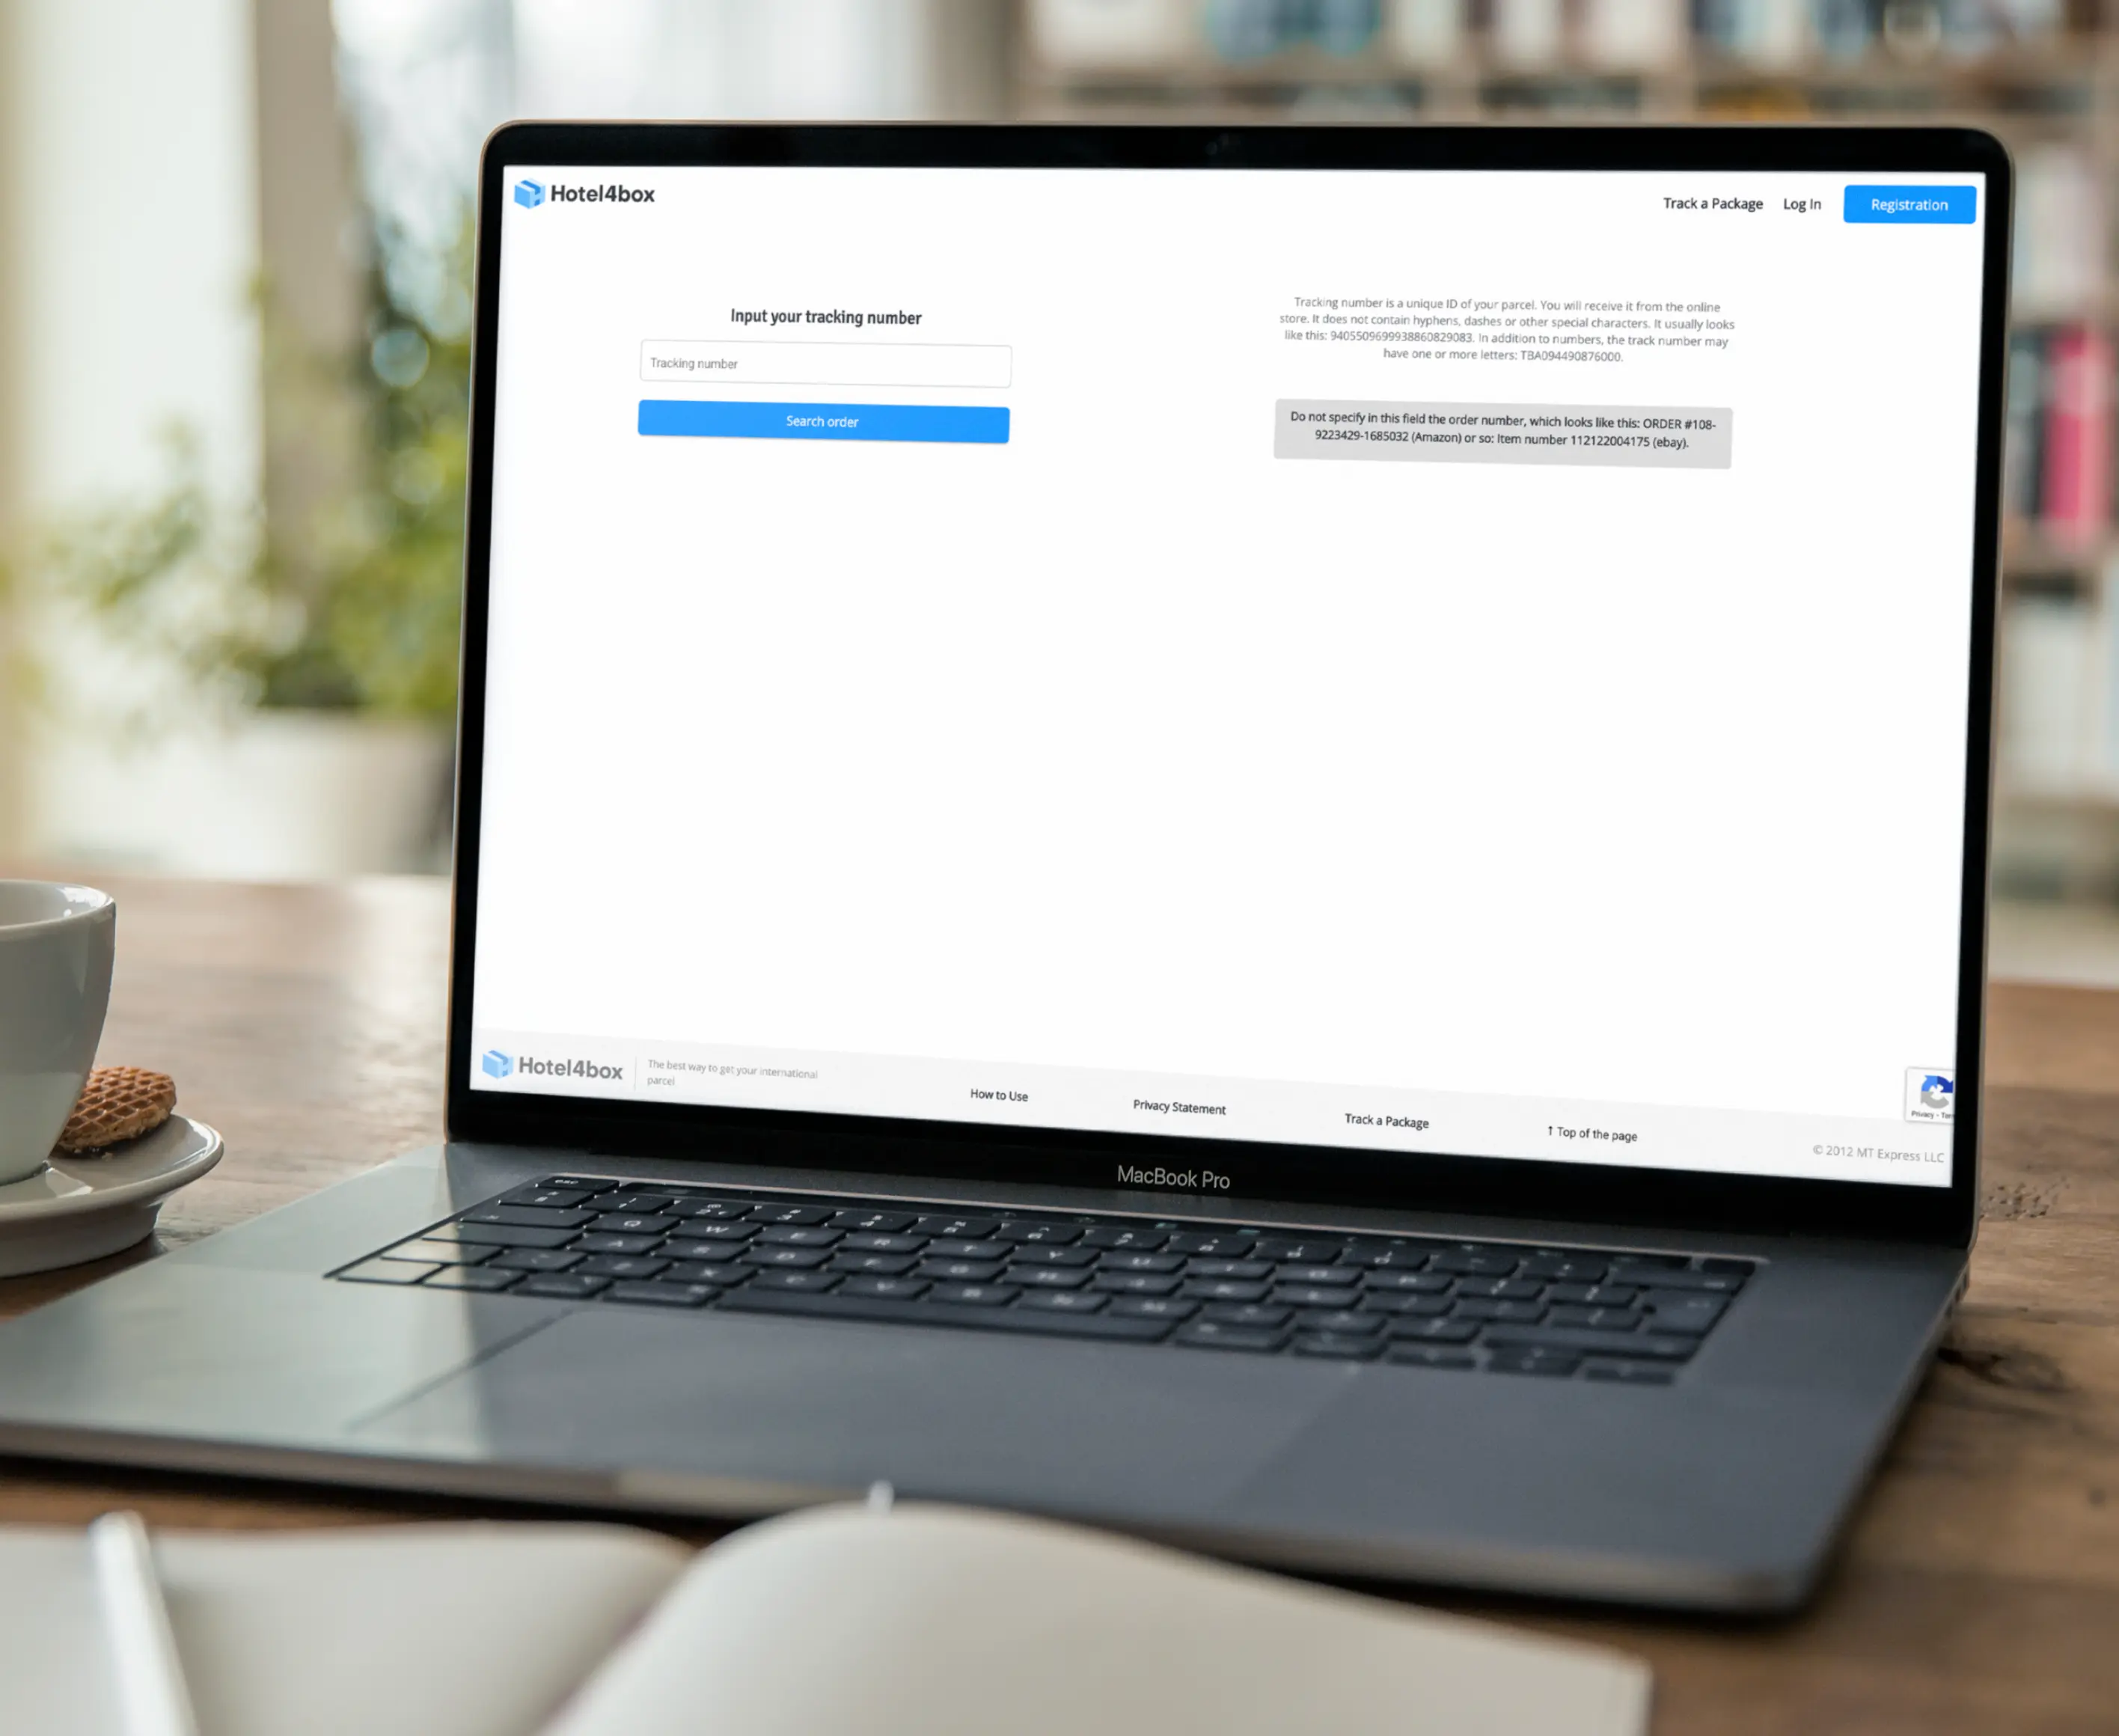 Hotel4box
Track a Package Log In Registration
Input your tracking number
Tracking number
Search order
Tracking number is a unique ID of your parcel. You will receive it from the online
store. It does not contain hyphens, dashes or other special characters. It usually looks
like this: 9405509699938860829083. In addition to numbers, the track number may
have one or more letters: TBA094490876000.
Do not specify in this field the order number, which looks like this: ORDER #108-
9223429-1685032 (Amazon) or so: Item number 112122004175 (ebay).
Hotel4box
The best way to get your international
parcel
How to Use
Privacy Statement
Track a Package
↑ Top of the page
Privacy -
© 2012 MT Express LLC
MacBook Pro